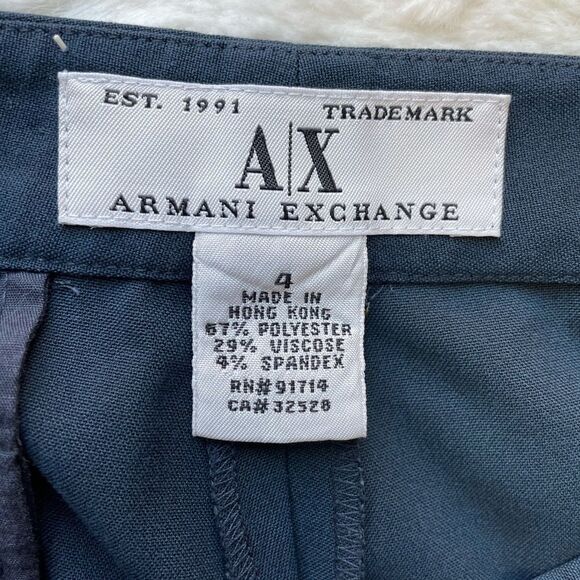 EST. 1991 TRADEMARK
A|X
ARMANI EXCHANGE
4
MADE IN
HONG KONG
67% POLYESTER
29% VISCOSE
4% SPANDEX
RN# 91714
CA# 32528